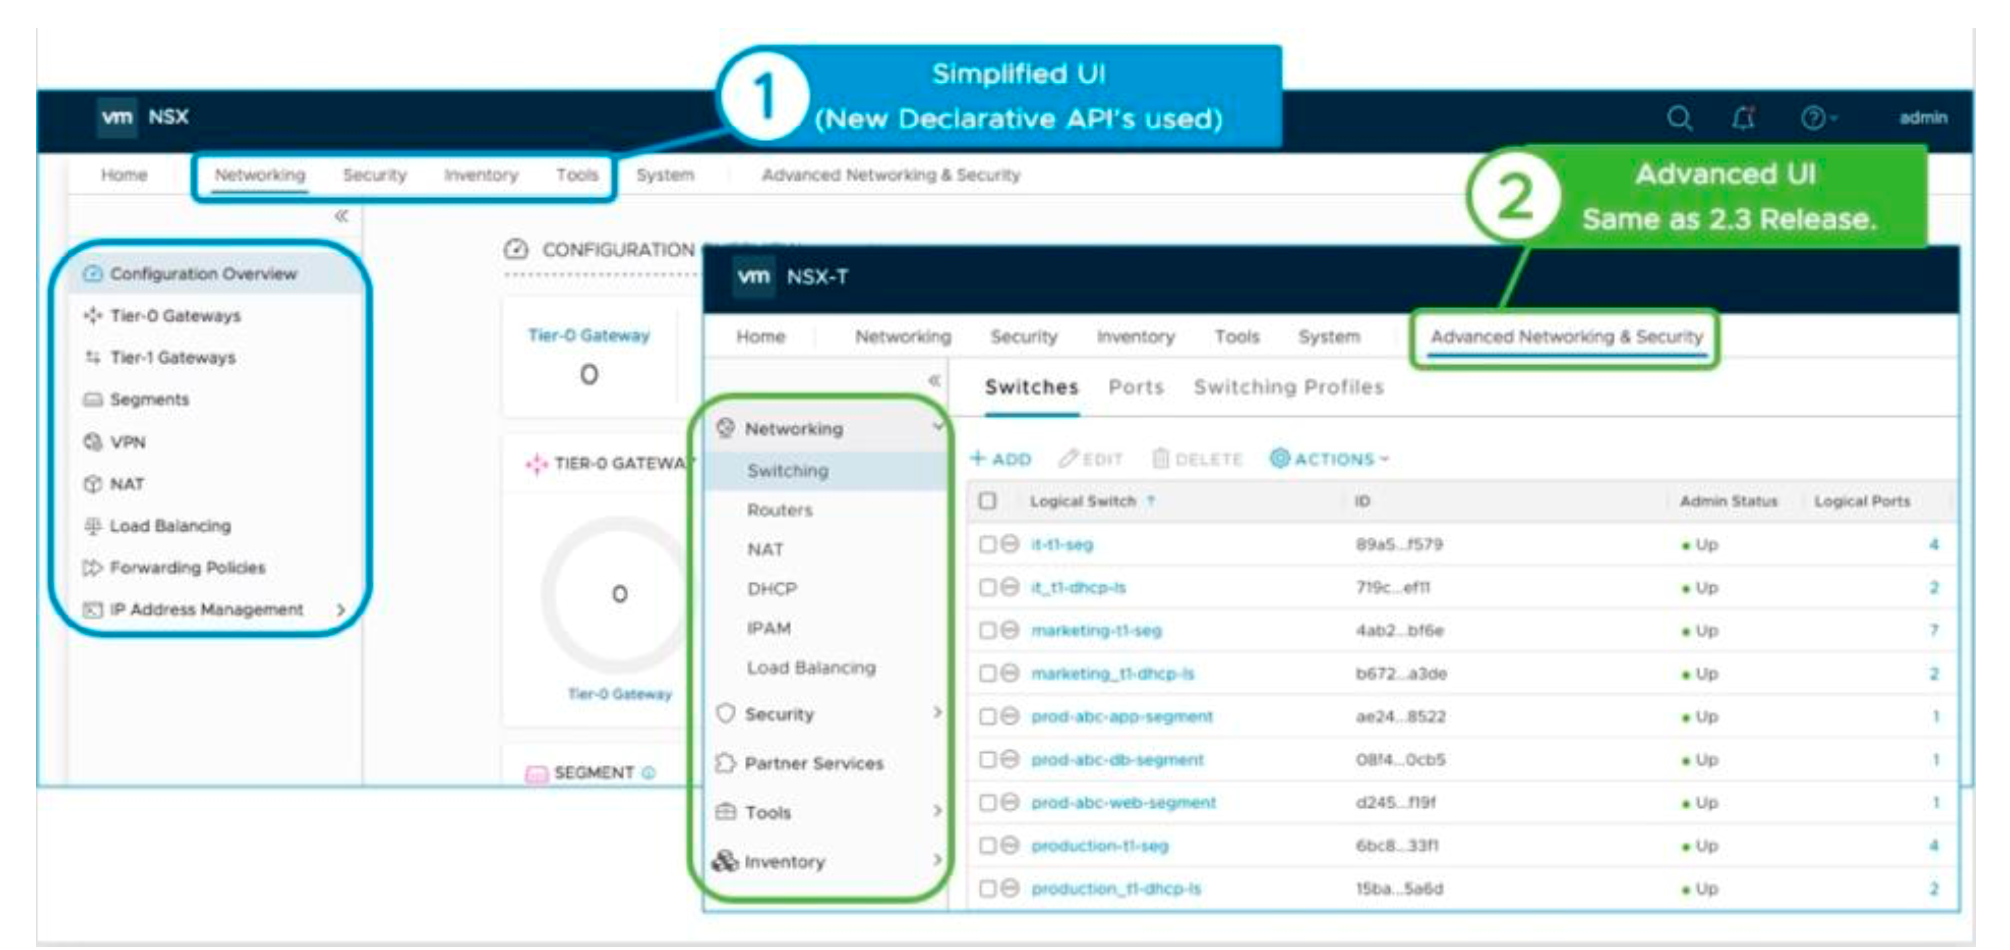 1
Simplified UI
(New Declarative API's used)
vm NSX
admin
Home Networking Security Inventory Tools System Advanced Networking & Security
2
Advanced UI
Same as 2.3 Release.
Configuration Overview
Tier-0 Gateways
Tier-1 Gateways
Segments
VPN
NAT
Load Balancing
Forwarding Policies
IP Address Management
CONFIGURATION
Tier-0 Gateway
0
TIER-0 GATEWAY
0
Tier-0 Gateway
SEGMENT
vm NSX-T
Home Networking Security Inventory Tools System Advanced Networking & Security
Networking
Switching
Routers
NAT
DHCP
IPAM
Load Balancing
Security
Partner Services
Tools
Inventory
Switches Ports Switching Profiles
+ ADD EDIT DELETE ACTIONS
Logical Switch ↑ ID Admin Status Logical Ports
it-t1-seg 89a5...f579 Up 4
it_t1-dhcp-ls 719c...ef11 Up 2
marketing-t1-seg 4ab2...bf6e Up 7
marketing_t1-dhcp-ls b672...a3de Up 2
prod-abc-app-segment ae24...8522 Up 1
prod-abc-db-segment 08f4...0cb5 Up 1
prod-abc-web-segment d245...f19f Up 1
production-t1-seg 6bc8...33f1 Up 4
production_t1-dhcp-ls 15ba...5a6d Up 2